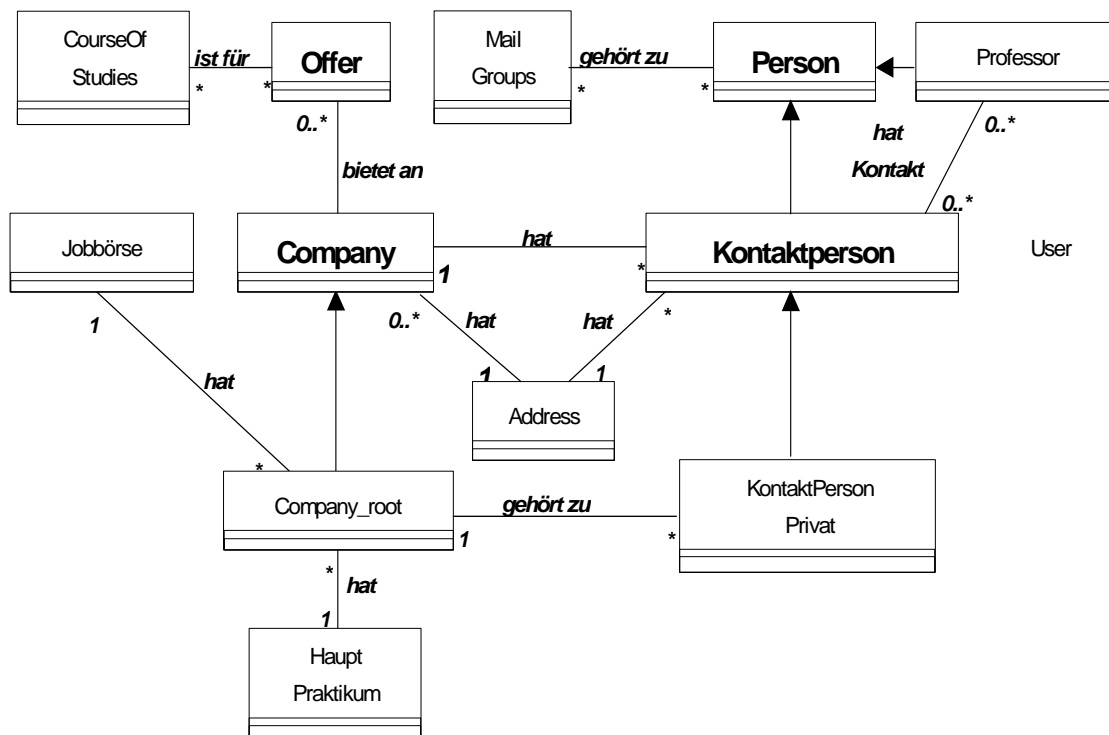 CourseOf
Studies
ist für
*
*
Offer
0..*
Mail
Groups
gehört zu
*
*
Person
Professor
0..*
hat
Kontakt
0..*
bietet an
Jobbörse
1
Company
1
0..*
hat
*
Kontaktperson
*
User
hat
hat
1
1
hat
*
Address
Company_root
1
*
gehört zu
*
KontaktPerson
Privat
hat
1
Haupt
Praktikum